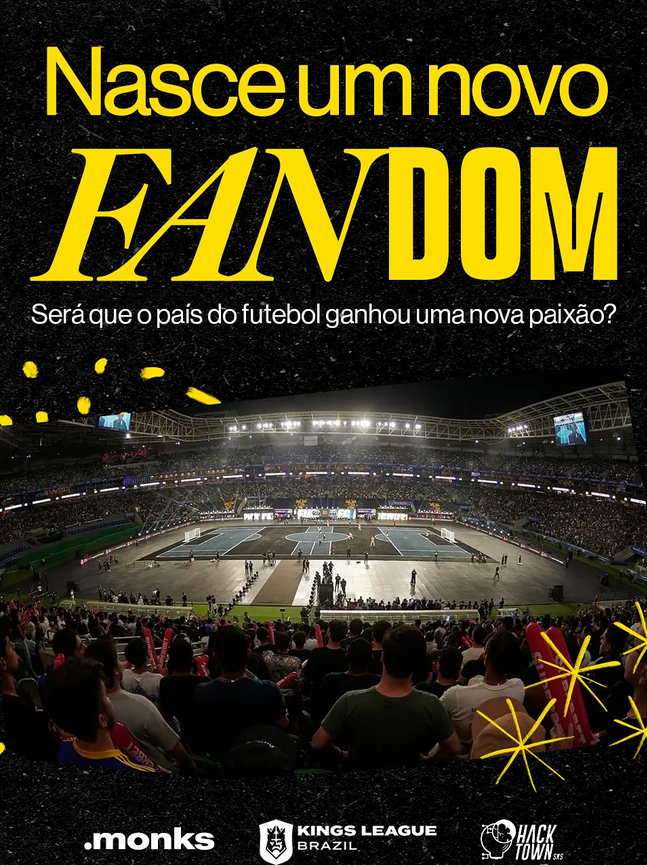 Nasce um novo
FANDOM
Será que o país do futebol ganhou uma nova paixão?
.monks
KINGS LEAGUE
BRAZIL
HACK
TOWN SRS